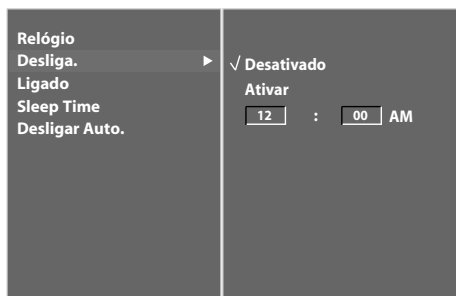 Relógio
Desliga. ▶
Ligado
Sleep Time
Desligar Auto.
√ Desativado
Ativar
12 : 00 AM